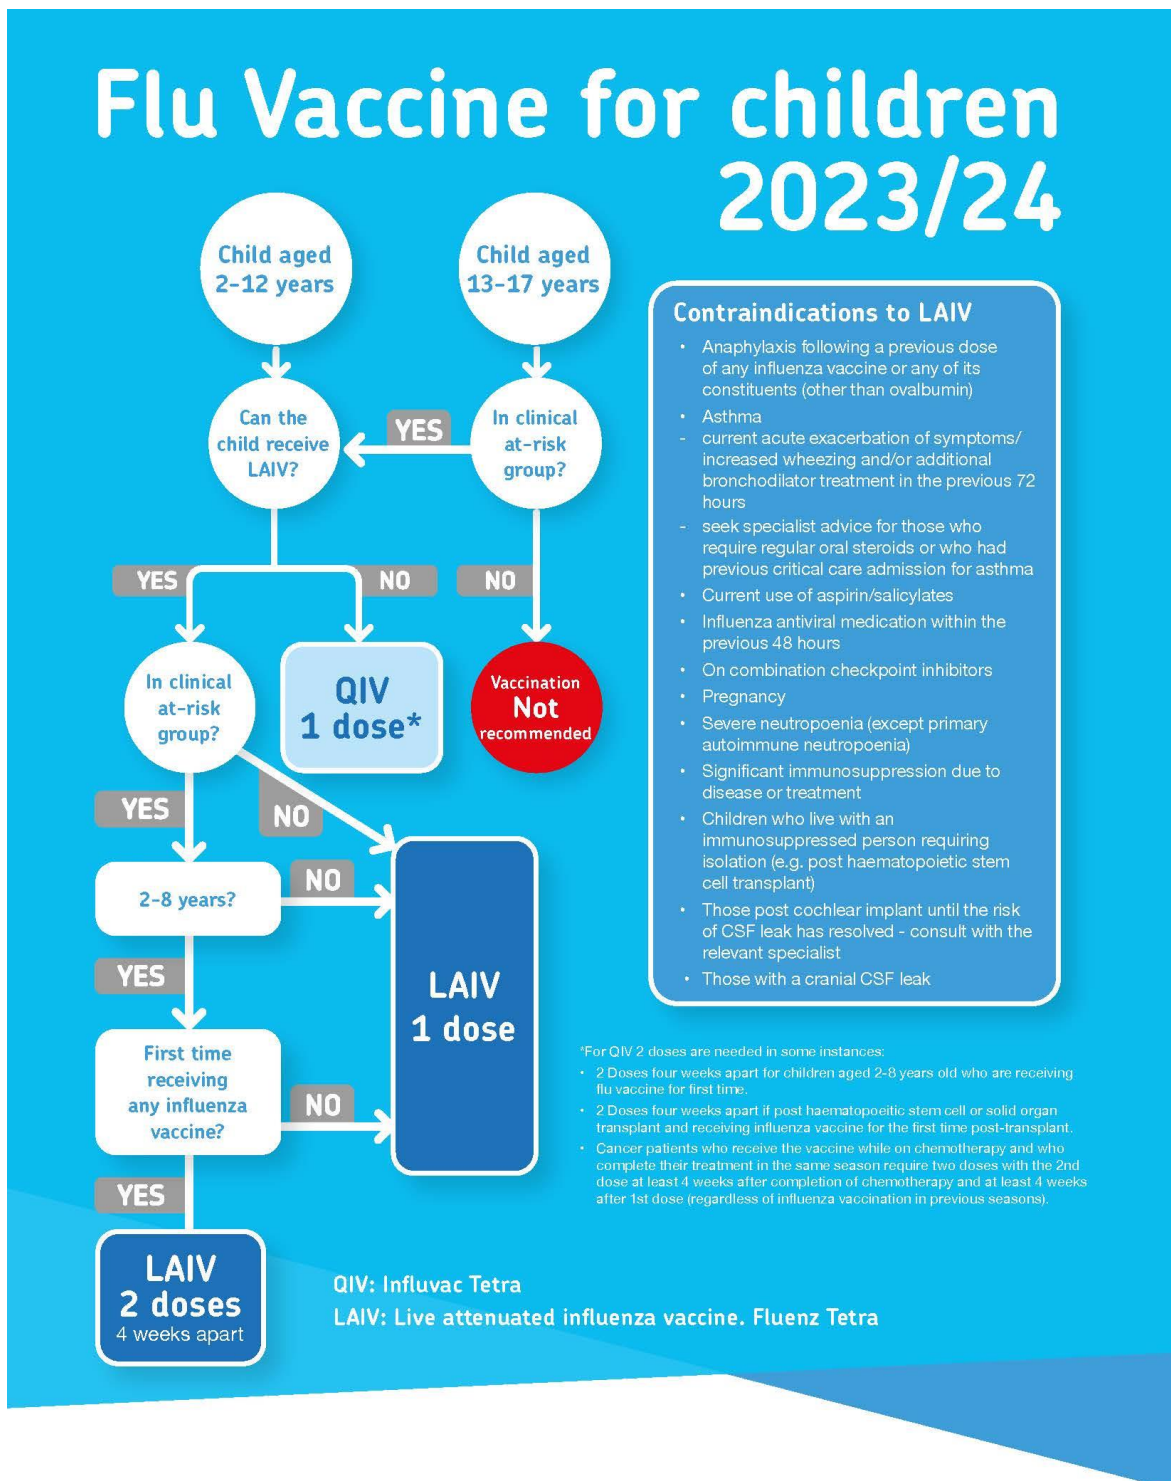 Flu Vaccine for children
2023/24
Child aged
2-12 years
Child aged
13-17 years
Can the
child receive
LAIV?
YES
In clinical
at-risk
group?
YES
NO
NO
In clinical
at-risk
group?
QIV
1 dose*
Vaccination
Not
recommended
YES
NO
2-8 years?
NO
YES
LAIV
1 dose
First time
receiving
any influenza
vaccine?
NO
YES
LAIV
2 doses
4 weeks apart
Contraindications to LAIV
• Anaphylaxis following a previous dose
of any influenza vaccine or any of its
constituents (other than ovalbumin)
• Asthma
- current acute exacerbation of symptoms/
increased wheezing and/or additional
bronchodilator treatment in the previous 72
hours
- seek specialist advice for those who
require regular oral steroids or who had
previous critical care admission for asthma
• Current use of aspirin/salicylates
• Influenza antiviral medication within the
previous 48 hours
• On combination checkpoint inhibitors
• Pregnancy
• Severe neutropoenia (except primary
autoimmune neutropoenia)
• Significant immunosuppression due to
disease or treatment
• Children who live with an
immunosuppressed person requiring
isolation (e.g. post haematopoietic stem
cell transplant)
• Those post cochlear implant until the risk
of CSF leak has resolved - consult with the
relevant specialist
• Those with a cranial CSF leak
*For QIV 2 doses are needed in some instances:
• 2 Doses four weeks apart for children aged 2-8 years old who are receiving
flu vaccine for first time.
• 2 Doses four weeks apart if post haematopoeitic stem cell or solid organ
transplant and receiving influenza vaccine for the first time post-transplant.
• Cancer patients who receive the vaccine while on chemotherapy and who
complete their treatment in the same season require two doses with the 2nd
dose at least 4 weeks after completion of chemotherapy and at least 4 weeks
after 1st dose (regardless of influenza vaccination in previous seasons).
QIV: Influvac Tetra
LAIV: Live attenuated influenza vaccine. Fluenz Tetra